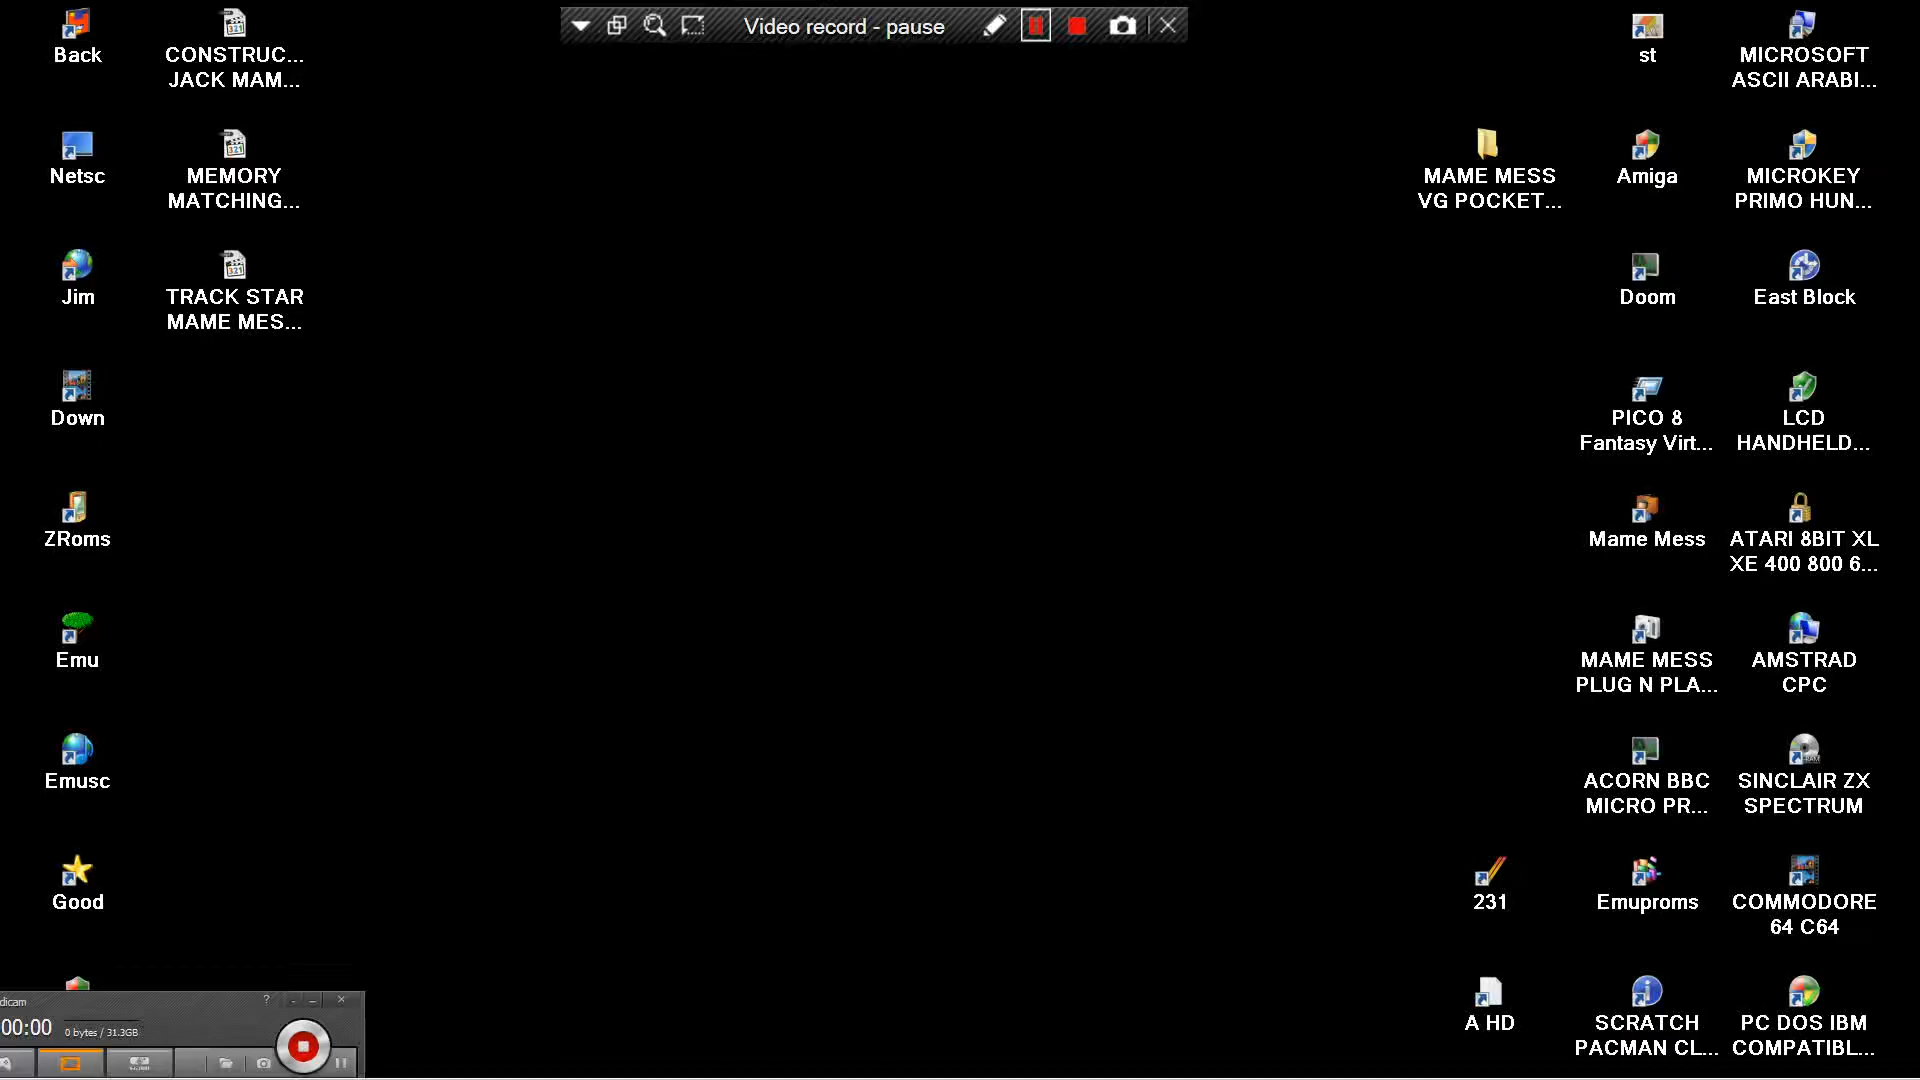 Video record - pause
Back
CONSTRUC...
JACK MAM...
st
MICROSOFT
ASCII ARABI...
Netsc
MEMORY
MATCHING...
MAME MESS
VG POCKET...
Amiga
MICROKEY
PRIMO HUN...
Jim
TRACK STAR
MAME MES...
Doom
East Block
Down
PICO 8
Fantasy Virt...
LCD
HANDHELD...
ZRoms
Mame Mess
ATARI 8BIT XL
XE 400 800 6...
Emu
MAME MESS
PLUG N PLA...
AMSTRAD
CPC
Emusc
ACORN BBC
MICRO PR...
SINCLAIR ZX
SPECTRUM
Good
231
Emuproms
COMMODORE
64 C64
dicam
00:00
0 bytes / 31.3GB
A HD
SCRATCH
PACMAN CL...
PC DOS IBM
COMPATIBL...